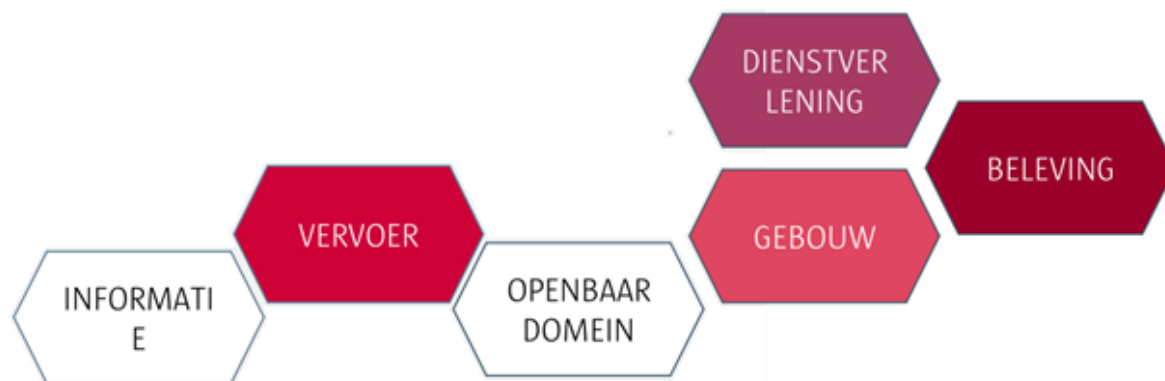 INFORMATI
E
VERVOER
OPENBAAR
DOMEIN
DIENSTVER
LENING
GEBOUW
BELEVING